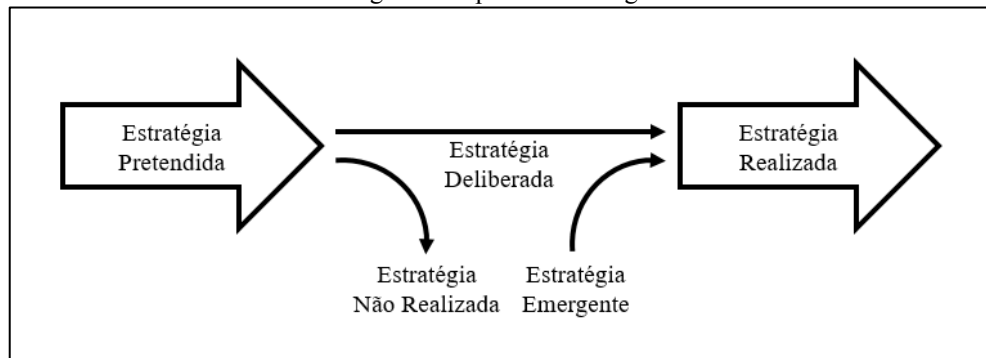 Estratégia
Pretendida
Estratégia
Deliberada
Estratégia
Realizada
Estratégia
Não Realizada
Estratégia
Emergente